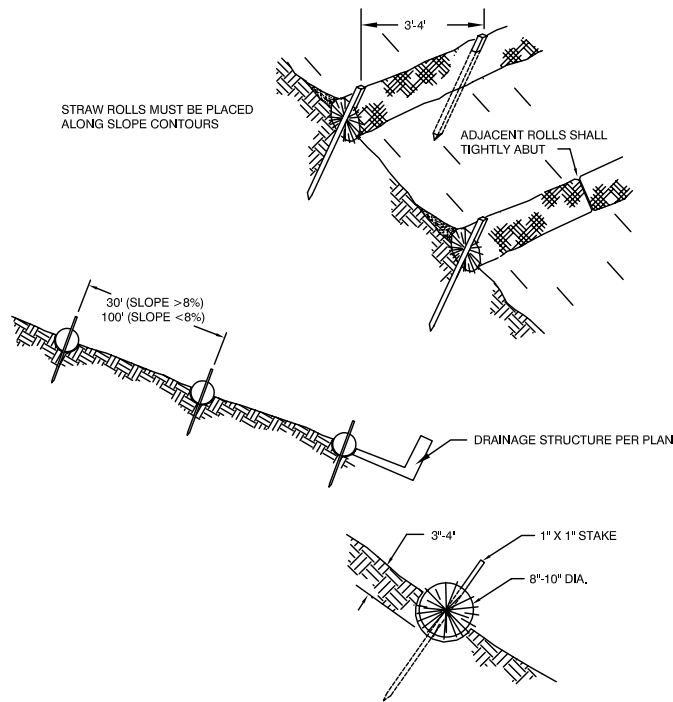 3'-4'
STRAW ROLLS MUST BE PLACED
ALONG SLOPE CONTOURS
ADJACENT ROLLS SHALL
TIGHTLY ABUT
30' (SLOPE >8%)
100' (SLOPE <8%)
DRAINAGE STRUCTURE PER PLAN
3"-4'
1" X 1" STAKE
8"-10" DIA.